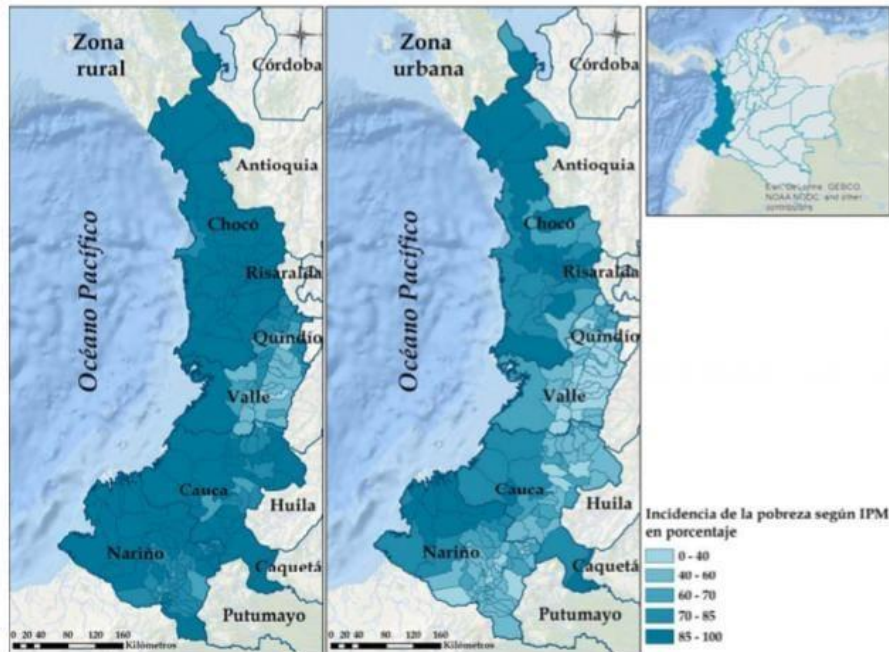 Zona
rural
Córdoba
Antioquia
Chocó
Risaralda
Quindío
Valle
Cauca
Huila
Nariño
Caquetá
Putumayo
Océano Pacífico
0 20 40 80 120 160
Kilómetros
Zona
urbana
Córdoba
Antioquia
Chocó
Risaralda
Quindío
Valle
Cauca
Huila
Nariño
Caquetá
Putumayo
Océano Pacífico
0 20 40 80 120 160
Kilómetros
GEBCO,
NOAA NGDC, and other
contributors
Incidencia de la pobreza según IPM
en porcentaje
0 - 40
40 - 60
60 - 70
70 - 85
85 - 100